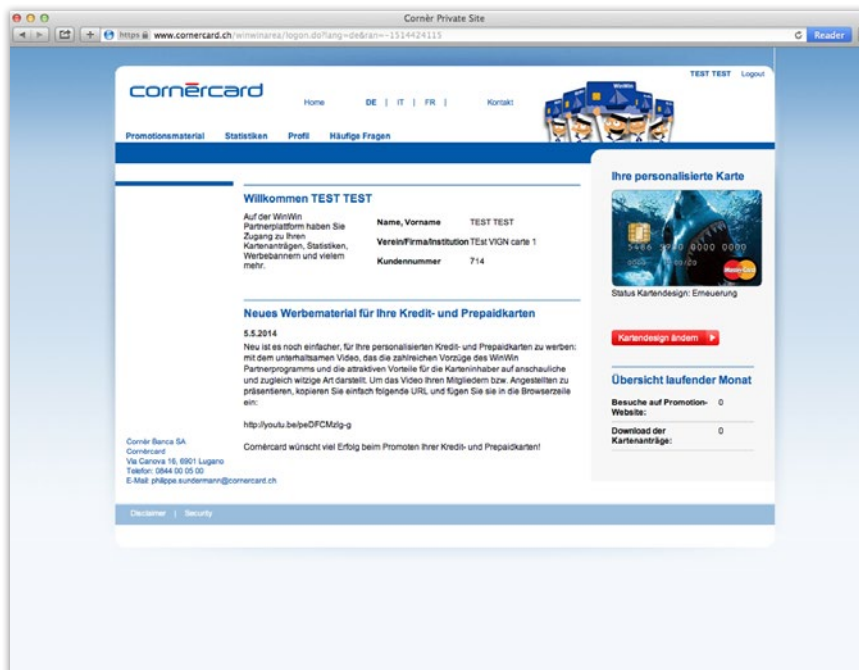 Cornèr Private Site
https www.cornercard.ch/winwinarea/logon.do?lang=de&ran=-1514424115
Reader
TEST TEST Logout
cornèrcard
Home DE | IT | FR | Kontakt
WinWin
Promotionsmaterial Statistiken Profil Häufige Fragen
Ihre personalisierte Karte
Willkommen TEST TEST
Auf der WinWin
Partnerplatform haben Sie
Zugang zu Ihren
Kartenanträgen, Statistiken,
Werbebannern und vielem
mehr.
Name, Vorname TEST TEST
Verein/Firma/Institution TEst VIGN carte 1
Kundennummer 714
MasterCard
Status Kartendesign: Erneuerung
Kartendesign ändern
Neues Werbematerial für Ihre Kredit- und Prepaidkarten
5.5.2014
Neu ist es noch einfacher, für Ihre personalisierten Kredit- und Prepaidkarten zu werben:
mit dem unterhaltsamen Video, das die zahlreichen Vorzüge des WinWin
Partnerprogramms und die attraktiven Vorteile für die Karteninhaber auf anschauliche
und zugleich witzige Art darstellt. Um das Video Ihren Mitgliedern bzw. Angestellten zu
präsentieren, kopieren Sie einfach folgende URL und fügen Sie sie in die Browserzeile
ein:
http://youtu.be/peDFCMzlg-g
Cornèrcard wünscht viel Erfolg beim Promoten Ihrer Kredit- und Prepaidkarten!
Übersicht laufender Monat
Besuche auf Promotion- 0
Website:
Download der 0
Kartenanträge:
Cornèr Banca SA
Cornèrcard
Via Canova 16, 6901 Lugano
Telefon: 0844 00 05 00
E-Mail: philippe.sundermann@cornercard.ch
Disclaimer | Security